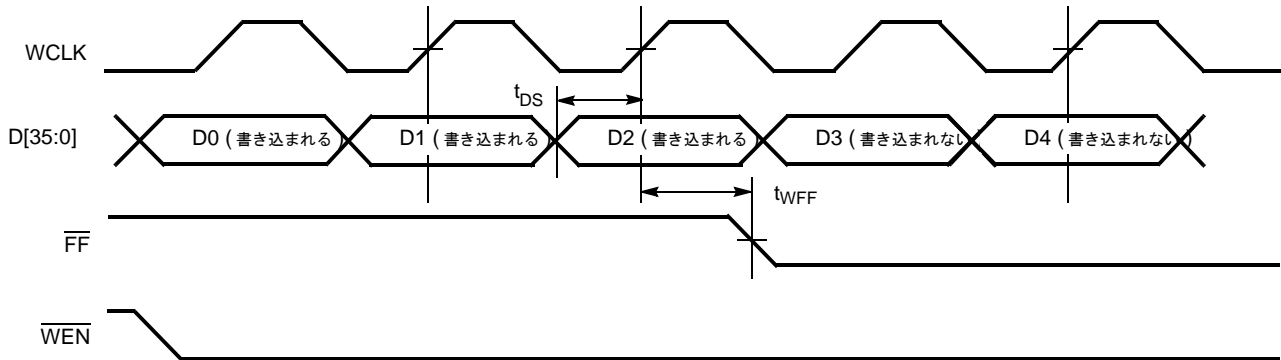 WCLK
tDS
D[35:0]
D0 ( 書き込まれる )
D1 ( 書き込まれる )
D2 ( 書き込まれる )
D3 ( 書き込まれない )
D4 ( 書き込まれない )
tWFF
FF
WEN